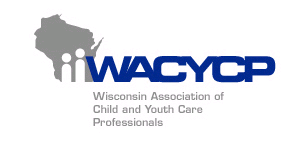 WACYCP
Wisconsin Association of
Child and Youth Care
Professionals